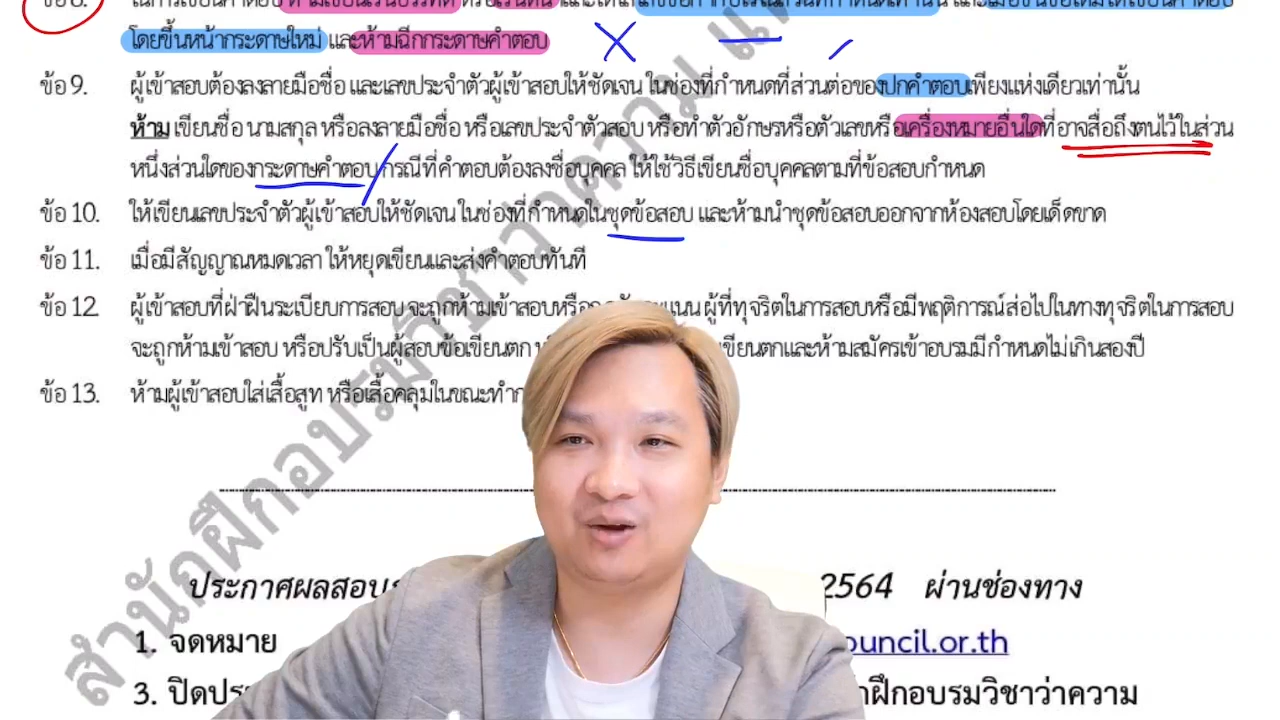 โดยขึ้นหน้ากระดาษใหม่ และห้ามฉีกกระดาษคำตอบ
ข้อ 9. ผู้เข้าสอบต้องลงลายมือชื่อ และเลขประจำตัวผู้เข้าสอบให้ชัดเจน ในช่องที่กำหนดที่ส่วนต่อของปกคำตอบเพียงแห่งเดียวเท่านั้น
ห้าม เขียนชื่อ นามสกุล หรือลงลายมือชื่อ หรือเลขประจำตัวสอบ หรือทำตัวอักษรหรือตัวเลขหรือเครื่องหมายอื่นใดที่อาจสื่อถึงตนไว้ในส่วน
หนึ่งส่วนใดของกระดาษคำตอบ กรณีที่คำตอบต้องลงชื่อบุคคล ให้ใช้วิธีเขียนชื่อบุคคลตามที่ข้อสอบกำหนด
ข้อ 10. ให้เขียนเลขประจำตัวผู้เข้าสอบให้ชัดเจน ในช่องที่กำหนดในชุดข้อสอบ และห้ามนำชุดข้อสอบออกจากห้องสอบโดยเด็ดขาด
ข้อ 11. เมื่อมีสัญญาณหมดเวลา ให้หยุดเขียนและส่งคำตอบทันที
ข้อ 12. ผู้เข้าสอบที่ฝ่าฝืนระเบียบการสอบ จะถูกห้ามเข้าสอบหรือ ผู้ที่ทุจริตในการสอบหรือมีพฤติการณ์ส่อไปในทางทุจริตในการสอบ
จะถูกห้ามเข้าสอบ หรือปรับเป็นผู้สอบข้อเขียนตก เขียนตกและห้ามสมัครเข้าอบรมมีกำหนดไม่เกินสองปี
ข้อ 13. ห้ามผู้เข้าสอบใส่เสื้อสูท หรือเสื้อคลุมในขณะทำ
ประกาศผลสอบ 2564 ผ่านช่องทาง
1. จดหมาย ouncil.or.th
3. ปิดประ ฝึกอบรมวิชาว่าความ
สำนักฝึกอบรมวิชาว่าความ แ